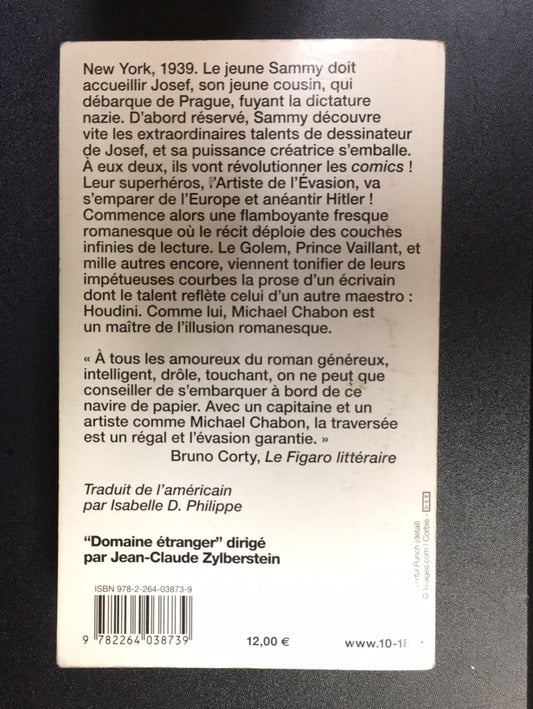 New York, 1939. Le jeune Sammy doit
accueillir Josef, son jeune cousin, qui
débarque de Prague, fuyant la dictature
nazie. D'abord réservé, Sammy découvre
vite les extraordinaires talents de dessinateur
de Josef, et sa puissance créatrice s'emballe.
À eux deux, ils vont révolutionner les comics !
Leur superhéros, l'Artiste de l'Évasion, va
s'emparer de l'Europe et anéantir Hitler !
Commence alors une flamboyante fresque
romanesque où le récit déploie des couches
infinies de lecture. Le Golem, Prince Vaillant, et
mille autres encore, viennent tonifier de leurs
impétueuses courbes la prose d'un écrivain
dont le talent reflète celui d'un autre maestro :
Houdini. Comme lui, Michael Chabon est
un maître de l'illusion romanesque.
« À tous les amoureux du roman généreux,
intelligent, drôle, touchant, on ne peut que
conseiller de s'embarquer à bord de ce
navire de papier. Avec un capitaine et un
artiste comme Michael Chabon, la traversée
est un régal et l'évasion garantie. »
Bruno Corty, Le Figaro littéraire
Traduit de l'américain
par Isabelle D. Philippe
"Domaine étranger" dirigé
par Jean-Claude Zylberstein
ISBN 978-2-264-03873-9
9 782264 038739
12,00 €
www.10-18
Punch (détail)
© Images.com | Corbis -